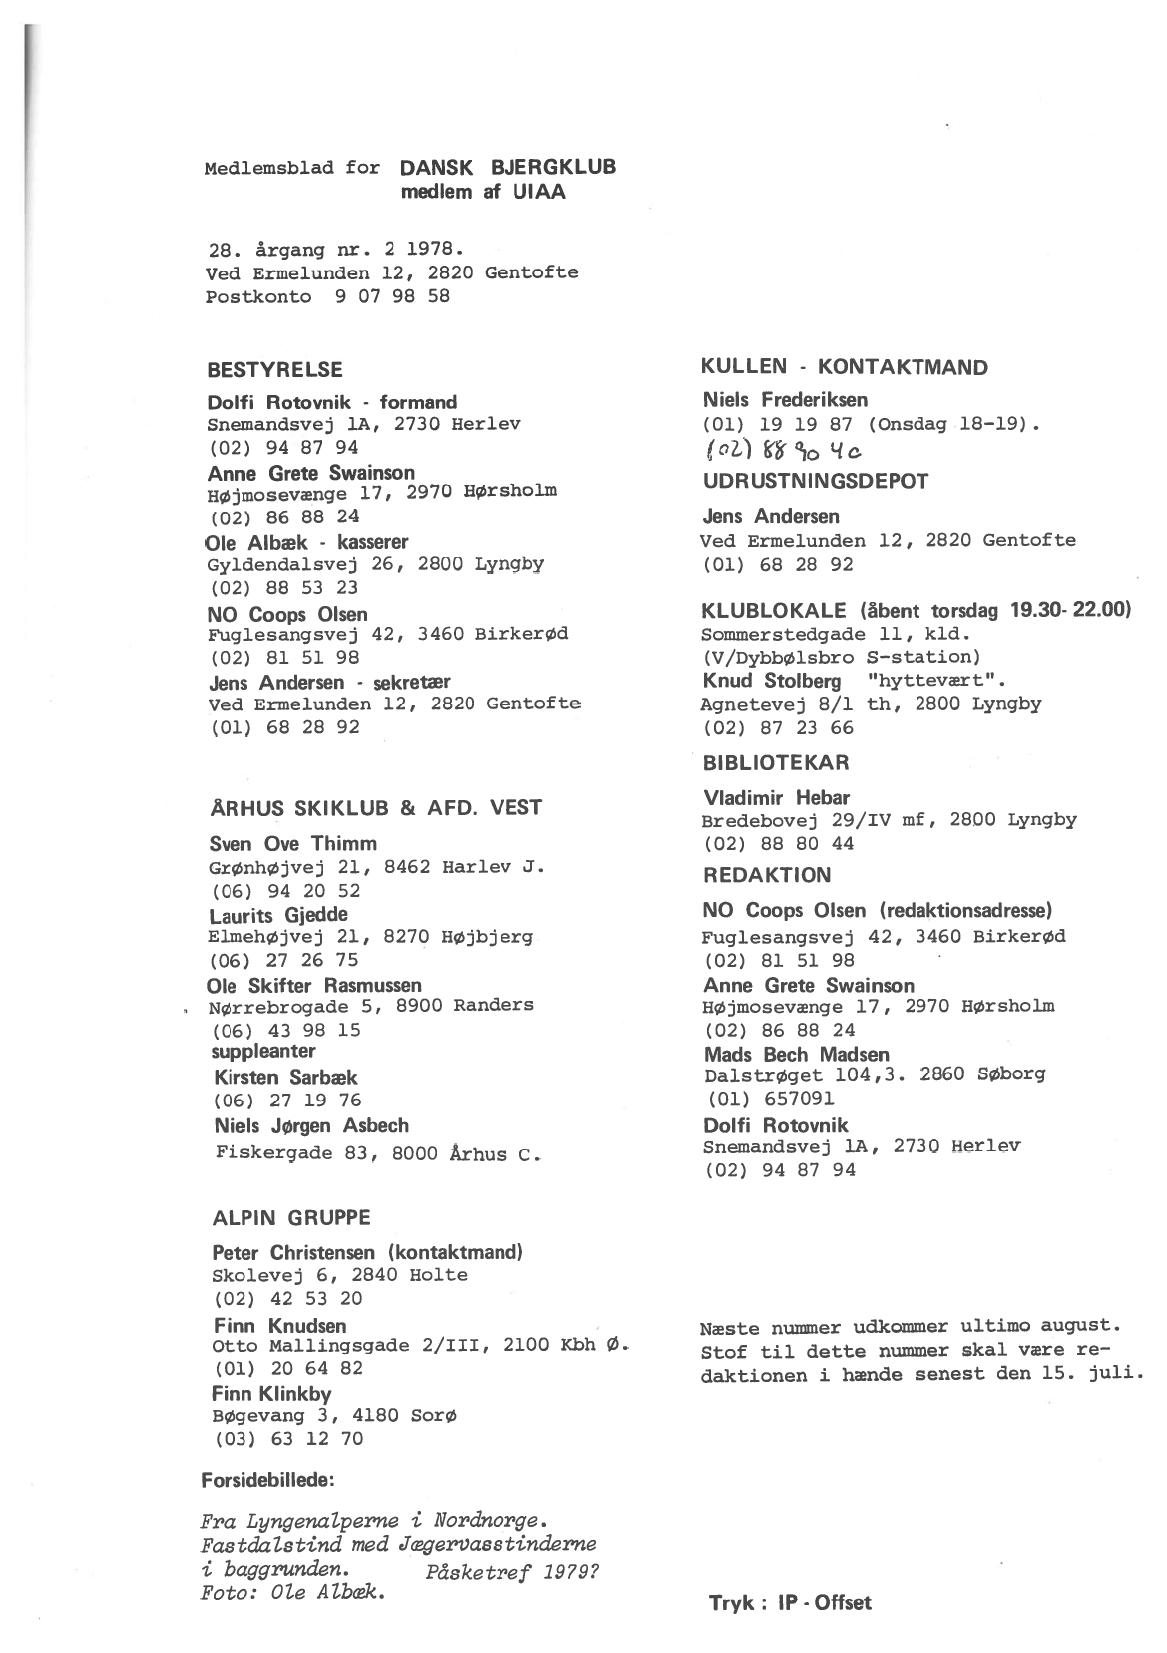 Medlemsblad for DANSK BJERGKLUB
medlem af UIAA
28. årgang nr. 2 1978.
Ved Ermelunden 12, 2820 Gentofte
Postkonto 9 07 98 58
BESTYRELSE
Dolfi Rotovnik - formand
Snemandsvej 1A, 2730 Herlev
(02) 94 87 94
Anne Grete Swainson
Højmosevænge 17, 2970 Hørsholm
(02) 86 88 24
Ole Albæk - kasserer
Gyldendalsvej 26, 2800 Lyngby
(02) 88 53 23
NO Coops Olsen
Fuglesangsvej 42, 3460 Birkerød
(02) 81 51 98
Jens Andersen - sekretær
Ved Ermelunden 12, 2820 Gentofte
(01) 68 28 92
ÅRHUS SKIKLUB & AFD. VEST
Sven Ove Thimm
Grønhøjvej 21, 8462 Harlev J.
(06) 94 20 52
Laurits Gjedde
Elmehøjvej 21, 8270 Højbjerg
(06) 27 26 75
Ole Skifter Rasmussen
Nørrebrogade 5, 8900 Randers
(06) 43 98 15
suppleanter
Kirsten Sarbæk
(06) 27 19 76
Niels Jørgen Asbech
Fiskergade 83, 8000 Århus C.
ALPIN GRUPPE
Peter Christensen (kontaktmand)
Skolevej 6, 2840 Holte
(02) 42 53 20
Finn Knudsen
Otto Mallingsgade 2/III, 2100 Kbh Ø.
(01) 20 64 82
Finn Klinkby
Bøgevang 3, 4180 Sorø
(03) 63 12 70
Forsidebillede:
Fra Lyngenalperne i Nordnorge.
Fastdalstind med Jægervasstinderne
i baggrunden. Påsketref 1979?
Foto: Ole Albæk.
KULLEN - KONTAKTMAND
Niels Frederiksen
(01) 19 19 87 (Onsdag 18-19).
(02) 88 90 40
UDRUSTNINGSDEPOT
Jens Andersen
Ved Ermelunden 12, 2820 Gentofte
(01) 68 28 92
KLUBLOKALE (åbent torsdag 19.30-22.00)
Sommerstedgade 11, kld.
(V/Dybbølsbro S-station)
Knud Stolberg "hyttevært".
Agnetevej 8/1 th, 2800 Lyngby
(02) 87 23 66
BIBLIOTEKAR
Vladimir Hebar
Bredebovej 29/IV mf, 2800 Lyngby
(02) 88 80 44
REDAKTION
NO Coops Olsen (redaktionsadresse)
Fuglesangsvej 42, 3460 Birkerød
(02) 81 51 98
Anne Grete Swainson
Højmosevænge 17, 2970 Hørsholm
(02) 86 88 24
Mads Bech Madsen
Dalstrøget 104,3. 2860 Søborg
(01) 657091
Dolfi Rotovnik
Snemandsvej 1A, 2730 Herlev
(02) 94 87 94
Næste nummer udkommer ultimo august.
Stof til dette nummer skal være re-
daktionen i hænde senest den 15. juli.
Tryk : IP - Offset